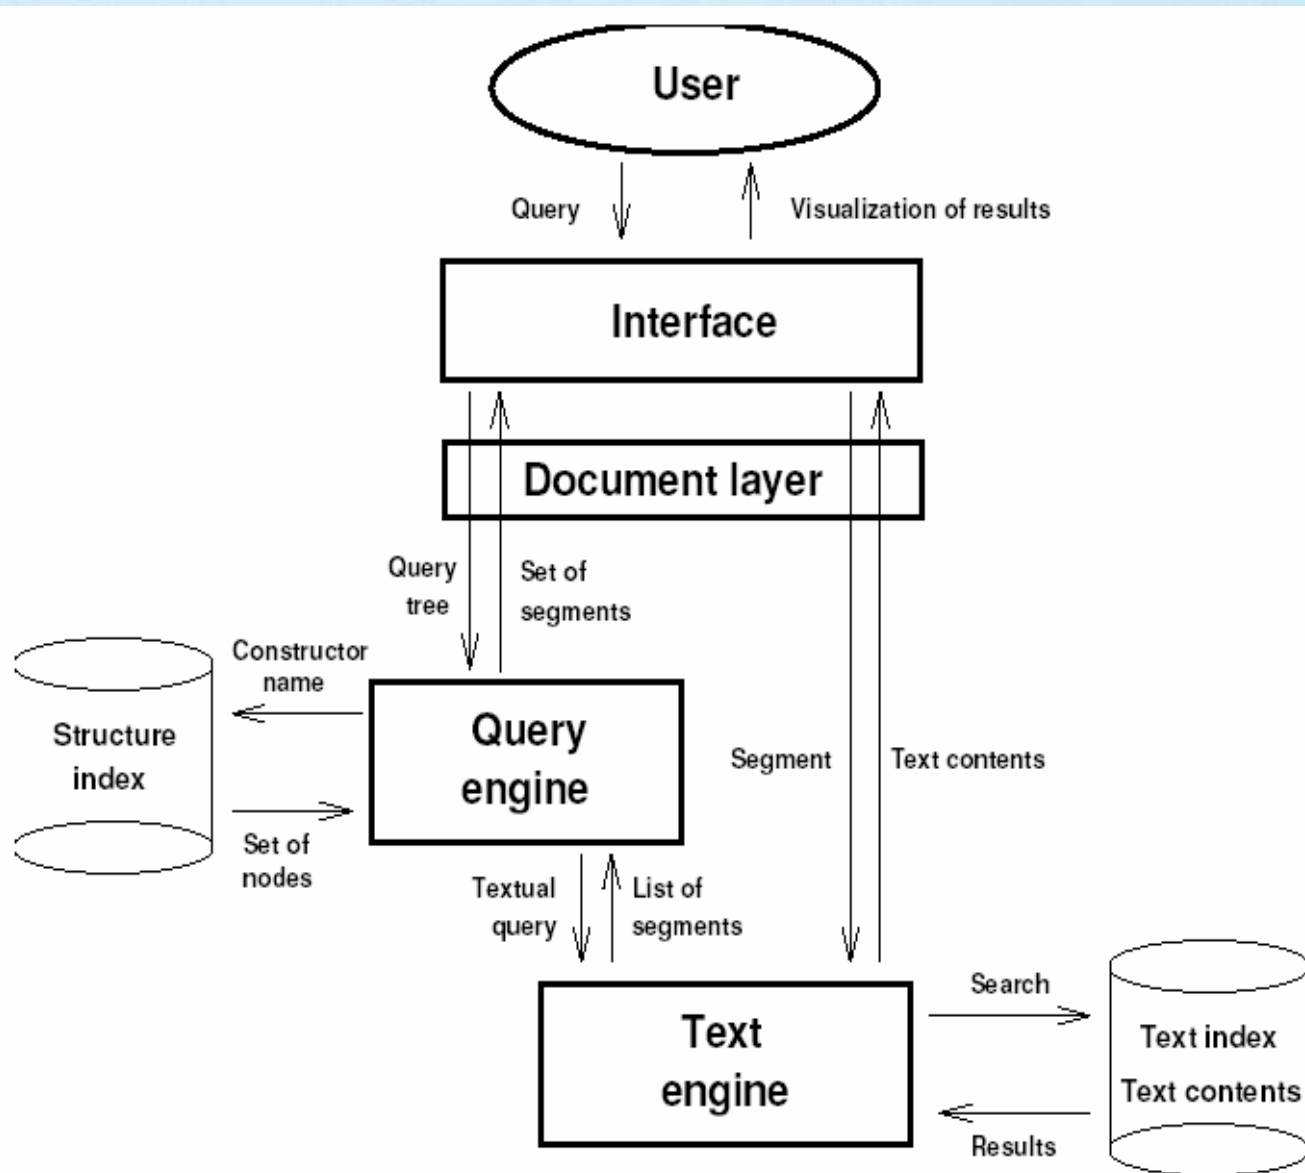 User
Query
Visualization of results
Interface
Document layer
Query
tree
Set of
segments
Constructor
name
Structure
index
Query
engine
Segment
Text contents
Set of
nodes
Textual
query
List of
segments
Text
engine
Search
Text index
Text contents
Results